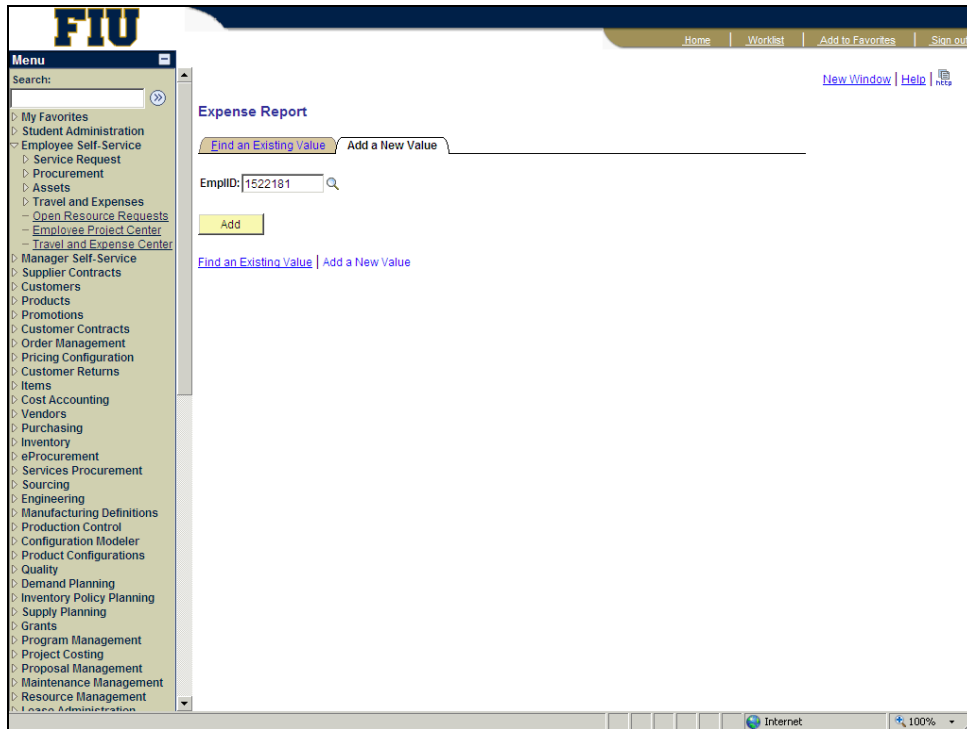 FIU
Home | Worklist | Add to Favorites | Sign out
Menu
Search:
New Window | Help | http
My Favorites
Student Administration
Employee Self-Service
Service Request
Procurement
Assets
Travel and Expenses
Open Resource Requests
Employee Project Center
Travel and Expense Center
Manager Self-Service
Supplier Contracts
Customers
Products
Promotions
Customer Contracts
Order Management
Pricing Configuration
Customer Returns
Items
Cost Accounting
Vendors
Purchasing
Inventory
eProcurement
Services Procurement
Sourcing
Engineering
Manufacturing Definitions
Production Control
Configuration Modeler
Product Configurations
Quality
Demand Planning
Inventory Policy Planning
Supply Planning
Grants
Program Management
Project Costing
Proposal Management
Maintenance Management
Resource Management
Lease Administration
Expense Report
Find an Existing Value Add a New Value
EmplID: 1522181
Add
Find an Existing Value | Add a New Value
Internet 100%